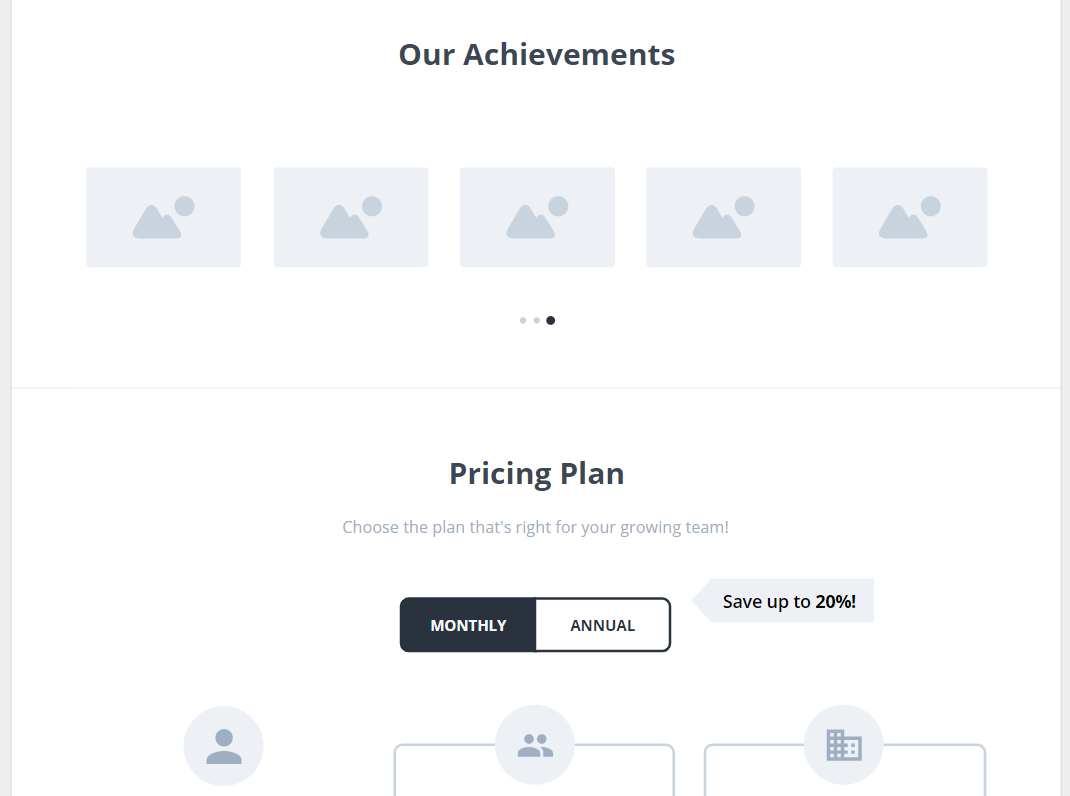 Our Achievements
Pricing Plan
Choose the plan that's right for your growing team!
Save up to 20%!
MONTHLY
ANNUAL